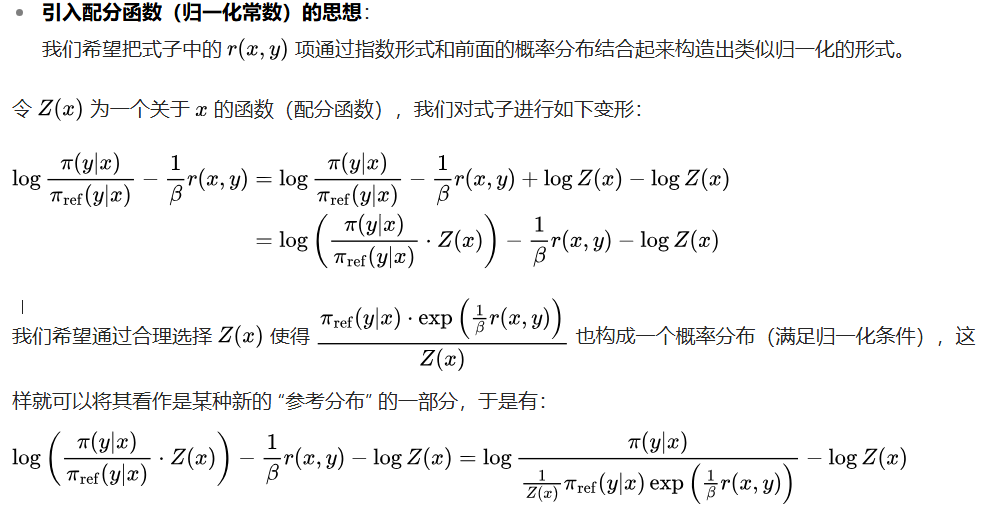 • 引入配分函数（归一化常数）的思想：
我们希望把式子中的 $r(x,y)$ 项通过指数形式和前面的概率分布结合起来构造出类似归一化的形式。
令 $Z(x)$ 为一个关于 $x$ 的函数（配分函数），我们对式子进行如下变形：
$\log \frac{\pi(y|x)}{\pi_{\text{ref}}(y|x)} - \frac{1}{\beta} r(x,y) = \log \frac{\pi(y|x)}{\pi_{\text{ref}}(y|x)} - \frac{1}{\beta} r(x,y) + \log Z(x) - \log Z(x)$
$= \log \left( \frac{\pi(y|x)}{\pi_{\text{ref}}(y|x)} \cdot Z(x) \right) - \frac{1}{\beta} r(x,y) - \log Z(x)$
我们希望通过合理选择 $Z(x)$ 使得 $\frac{\pi_{\text{ref}}(y|x) \cdot \exp\left(\frac{1}{\beta} r(x,y)\right)}{Z(x)}$ 也构成一个概率分布（满足归一化条件），这
样就可以将其看作是某种新的 “参考分布” 的一部分，于是有：
$\log \left( \frac{\pi(y|x)}{\pi_{\text{ref}}(y|x)} \cdot Z(x) \right) - \frac{1}{\beta} r(x,y) - \log Z(x) = \log \frac{\pi(y|x)}{\frac{1}{Z(x)} \pi_{\text{ref}}(y|x) \exp\left(\frac{1}{\beta} r(x,y)\right)} - \log Z(x)$